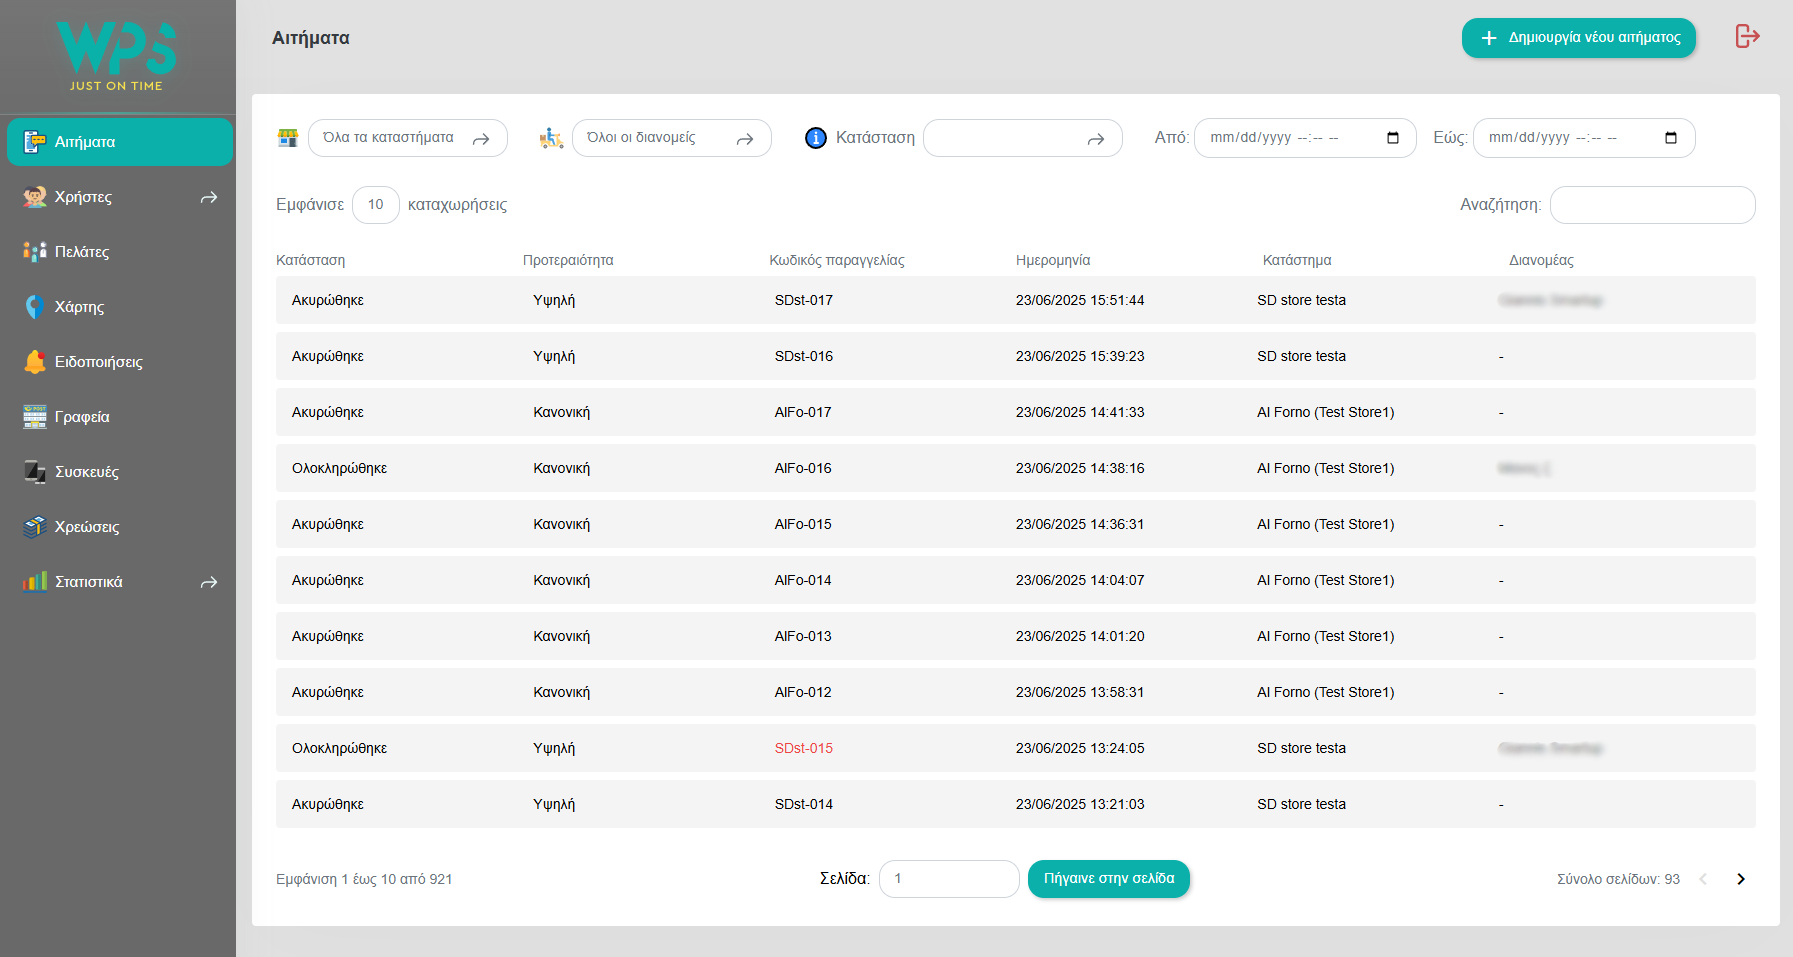 WPS
JUST ON TIME
Αιτήματα
Χρήστες
Πελάτες
Χάρτης
Ειδοποιήσεις
Γραφεία
Συσκευές
Χρεώσεις
Στατιστικά
Αιτήματα
Δημιουργία νέου αιτήματος
Όλα τα καταστήματα
Όλοι οι διανομείς
Κατάσταση
Από: mm/dd/yyyy --:-- --
Εώς: mm/dd/yyyy --:-- --
Εμφάνισε 10 καταχωρήσεις
Αναζήτηση:
Κατάσταση Προτεραιότητα Κωδικός παραγγελίας Ημερομηνία Κατάστημα Διανομέας
Ακυρώθηκε Υψηλή SDst-017 23/06/2025 15:51:44 SD store testa
Ακυρώθηκε Υψηλή SDst-016 23/06/2025 15:39:23 SD store testa -
Ακυρώθηκε Κανονική AlFo-017 23/06/2025 14:41:33 Al Forno (Test Store1) -
Ολοκληρώθηκε Κανονική AlFo-016 23/06/2025 14:38:16 Al Forno (Test Store1)
Ακυρώθηκε Κανονική AlFo-015 23/06/2025 14:36:31 Al Forno (Test Store1) -
Ακυρώθηκε Κανονική AlFo-014 23/06/2025 14:04:07 Al Forno (Test Store1) -
Ακυρώθηκε Κανονική AlFo-013 23/06/2025 14:01:20 Al Forno (Test Store1) -
Ακυρώθηκε Κανονική AlFo-012 23/06/2025 13:58:31 Al Forno (Test Store1) -
Ολοκληρώθηκε Υψηλή SDst-015 23/06/2025 13:24:05 SD store testa
Ακυρώθηκε Υψηλή SDst-014 23/06/2025 13:21:03 SD store testa -
Εμφάνιση 1 έως 10 από 921
Σελίδα: 1
Πήγαινε στην σελίδα
Σύνολο σελίδων: 93